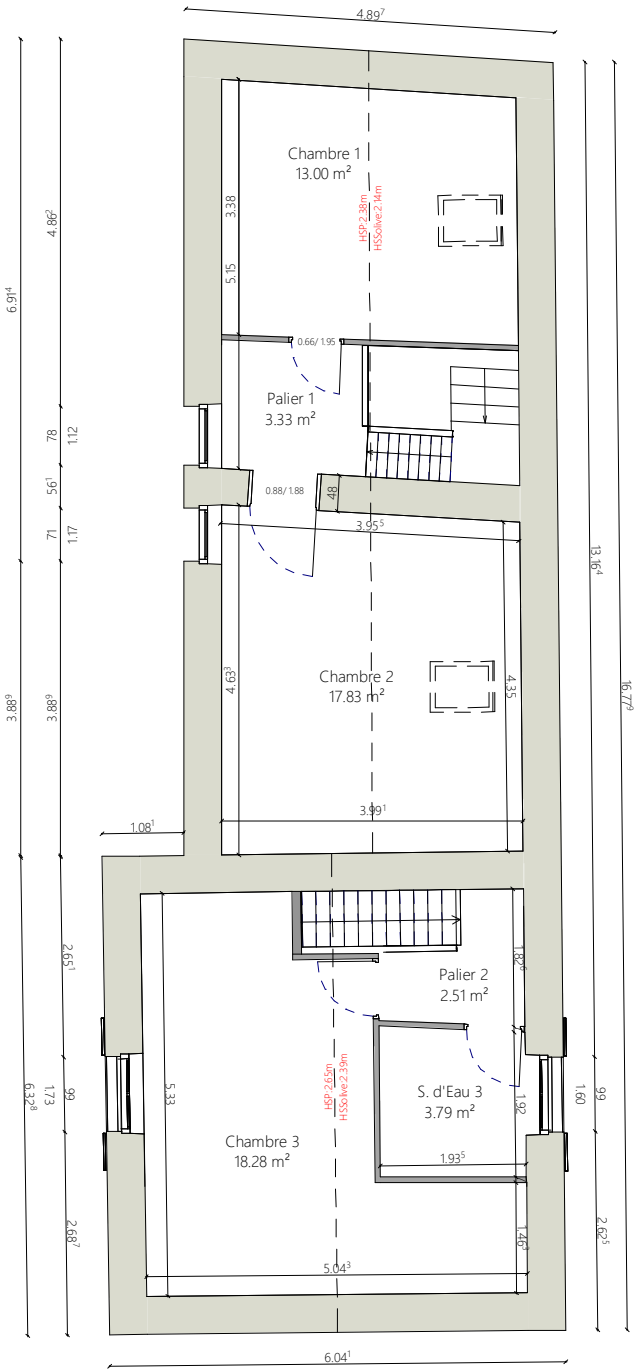 4.89⁷
Chambre 1
13.00 m²
HSP:2.38m
HSSolive:2.14m
3.38
5.15
4.86²
6.91⁴
0.66/ 1.95
Palier 1
3.33 m²
78
1.12
56¹
0.88/ 1.88
48
71
1.17
3.95⁵
13.16⁴
16.77⁹
Chambre 2
17.83 m²
4.63³
4.35
3.88⁹
3.88⁹
3.99¹
1.08¹
2.65¹
1.82⁶
Palier 2
2.51 m²
HSP:2.65m
HSSolive:2.39m
S. d'Eau 3
3.79 m²
5.33
1.92
99
1.73
6.32⁸
99
1.60
Chambre 3
18.28 m²
1.93⁵
2.68⁷
1.46³
2.62⁵
5.04³
6.04¹